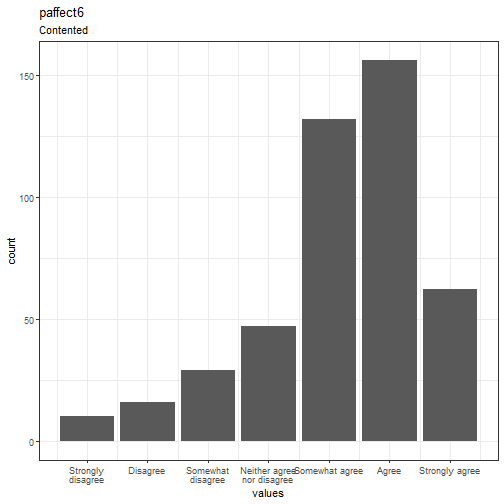 paffect6
Contented
150
100
50
0
count
Strongly
disagree
Disagree
Somewhat
disagree
Neither agree
nor disagree
Somewhat agree
Agree
Strongly agree
values